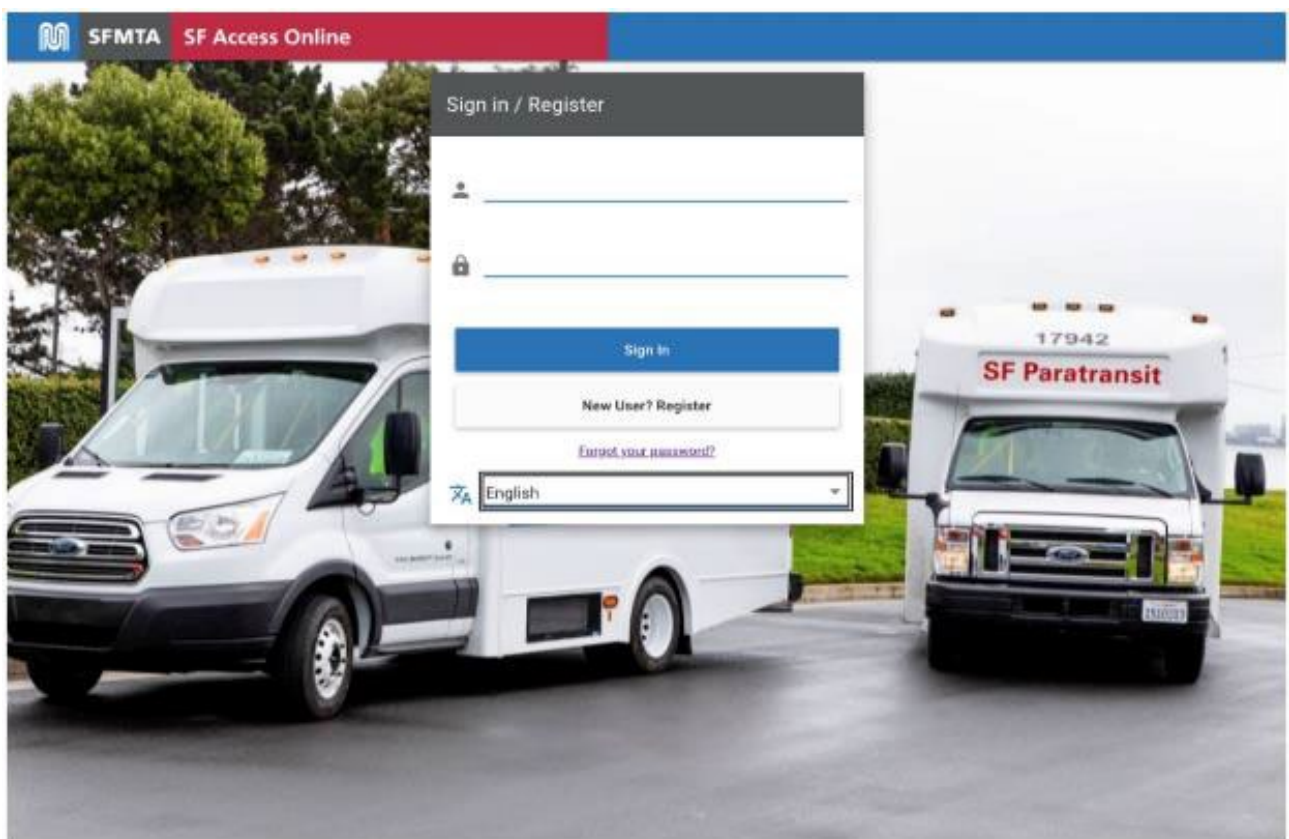 SFMTA SF Access Online
Sign in / Register
Sign In
New User? Register
Forgot your password?
English
17942
SF Paratransit